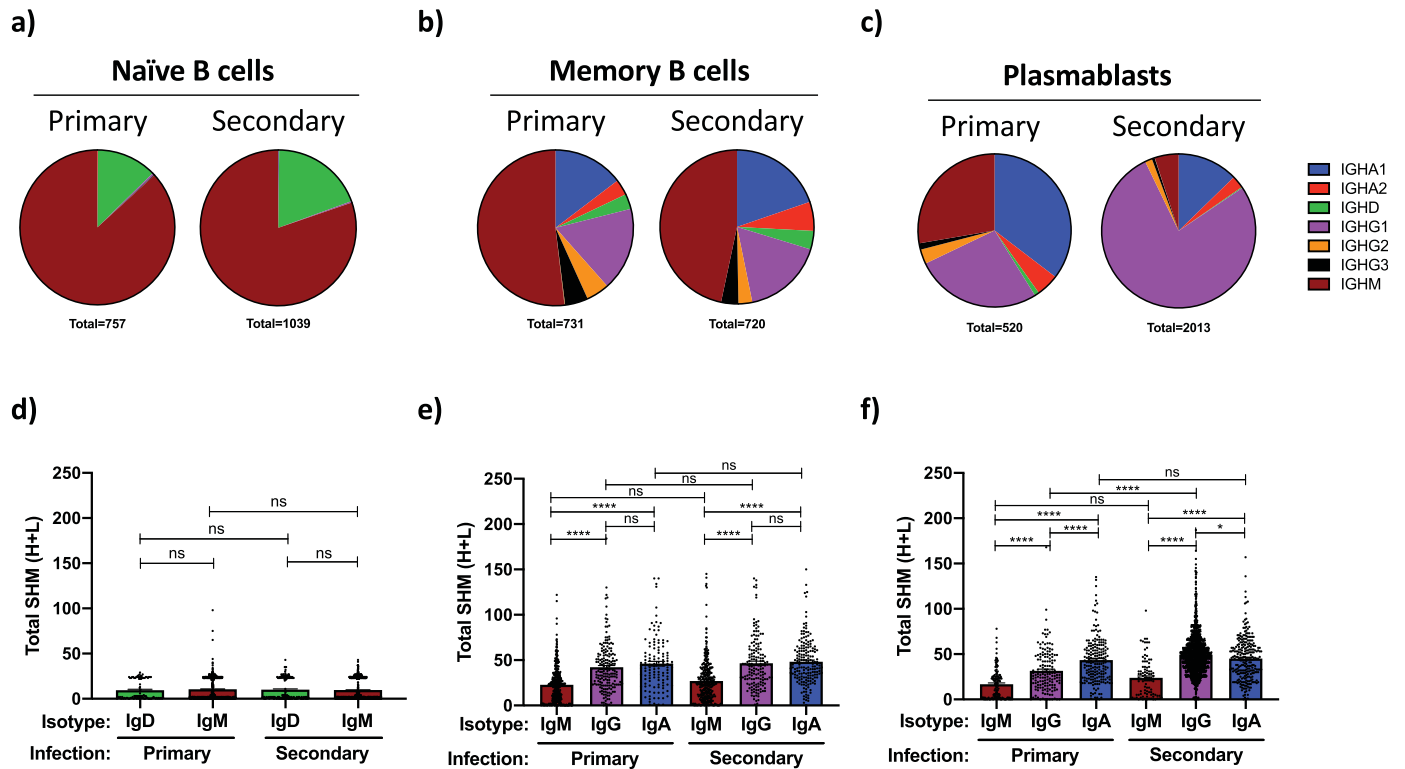 a)
b)
c)
Naïve B cells
Memory B cells
Plasmablasts
Primary
Secondary
Primary
Secondary
Primary
Secondary
IGHA1
IGHA2
IGHD
IGHG1
IGHG2
IGHG3
IGHM
Total=757
Total=1039
Total=731
Total=720
Total=520
Total=2013
d)
Total SHM (H+L)
250
200
150
100
50
0
ns
ns
ns
ns
Isotype: IgD IgM IgD IgM
Infection: Primary Secondary
e)
Total SHM (H+L)
250
200
150
100
50
0
ns
ns
ns
**** ****
ns ns
**** ****
Isotype: IgM IgG IgA IgM IgG IgA
Infection: Primary Secondary
f)
Total SHM (H+L)
250
200
150
100
50
0
ns
****
ns
**** ****
**** *
**** ****
Isotype: IgM IgG IgA IgM IgG IgA
Infection: Primary Secondary